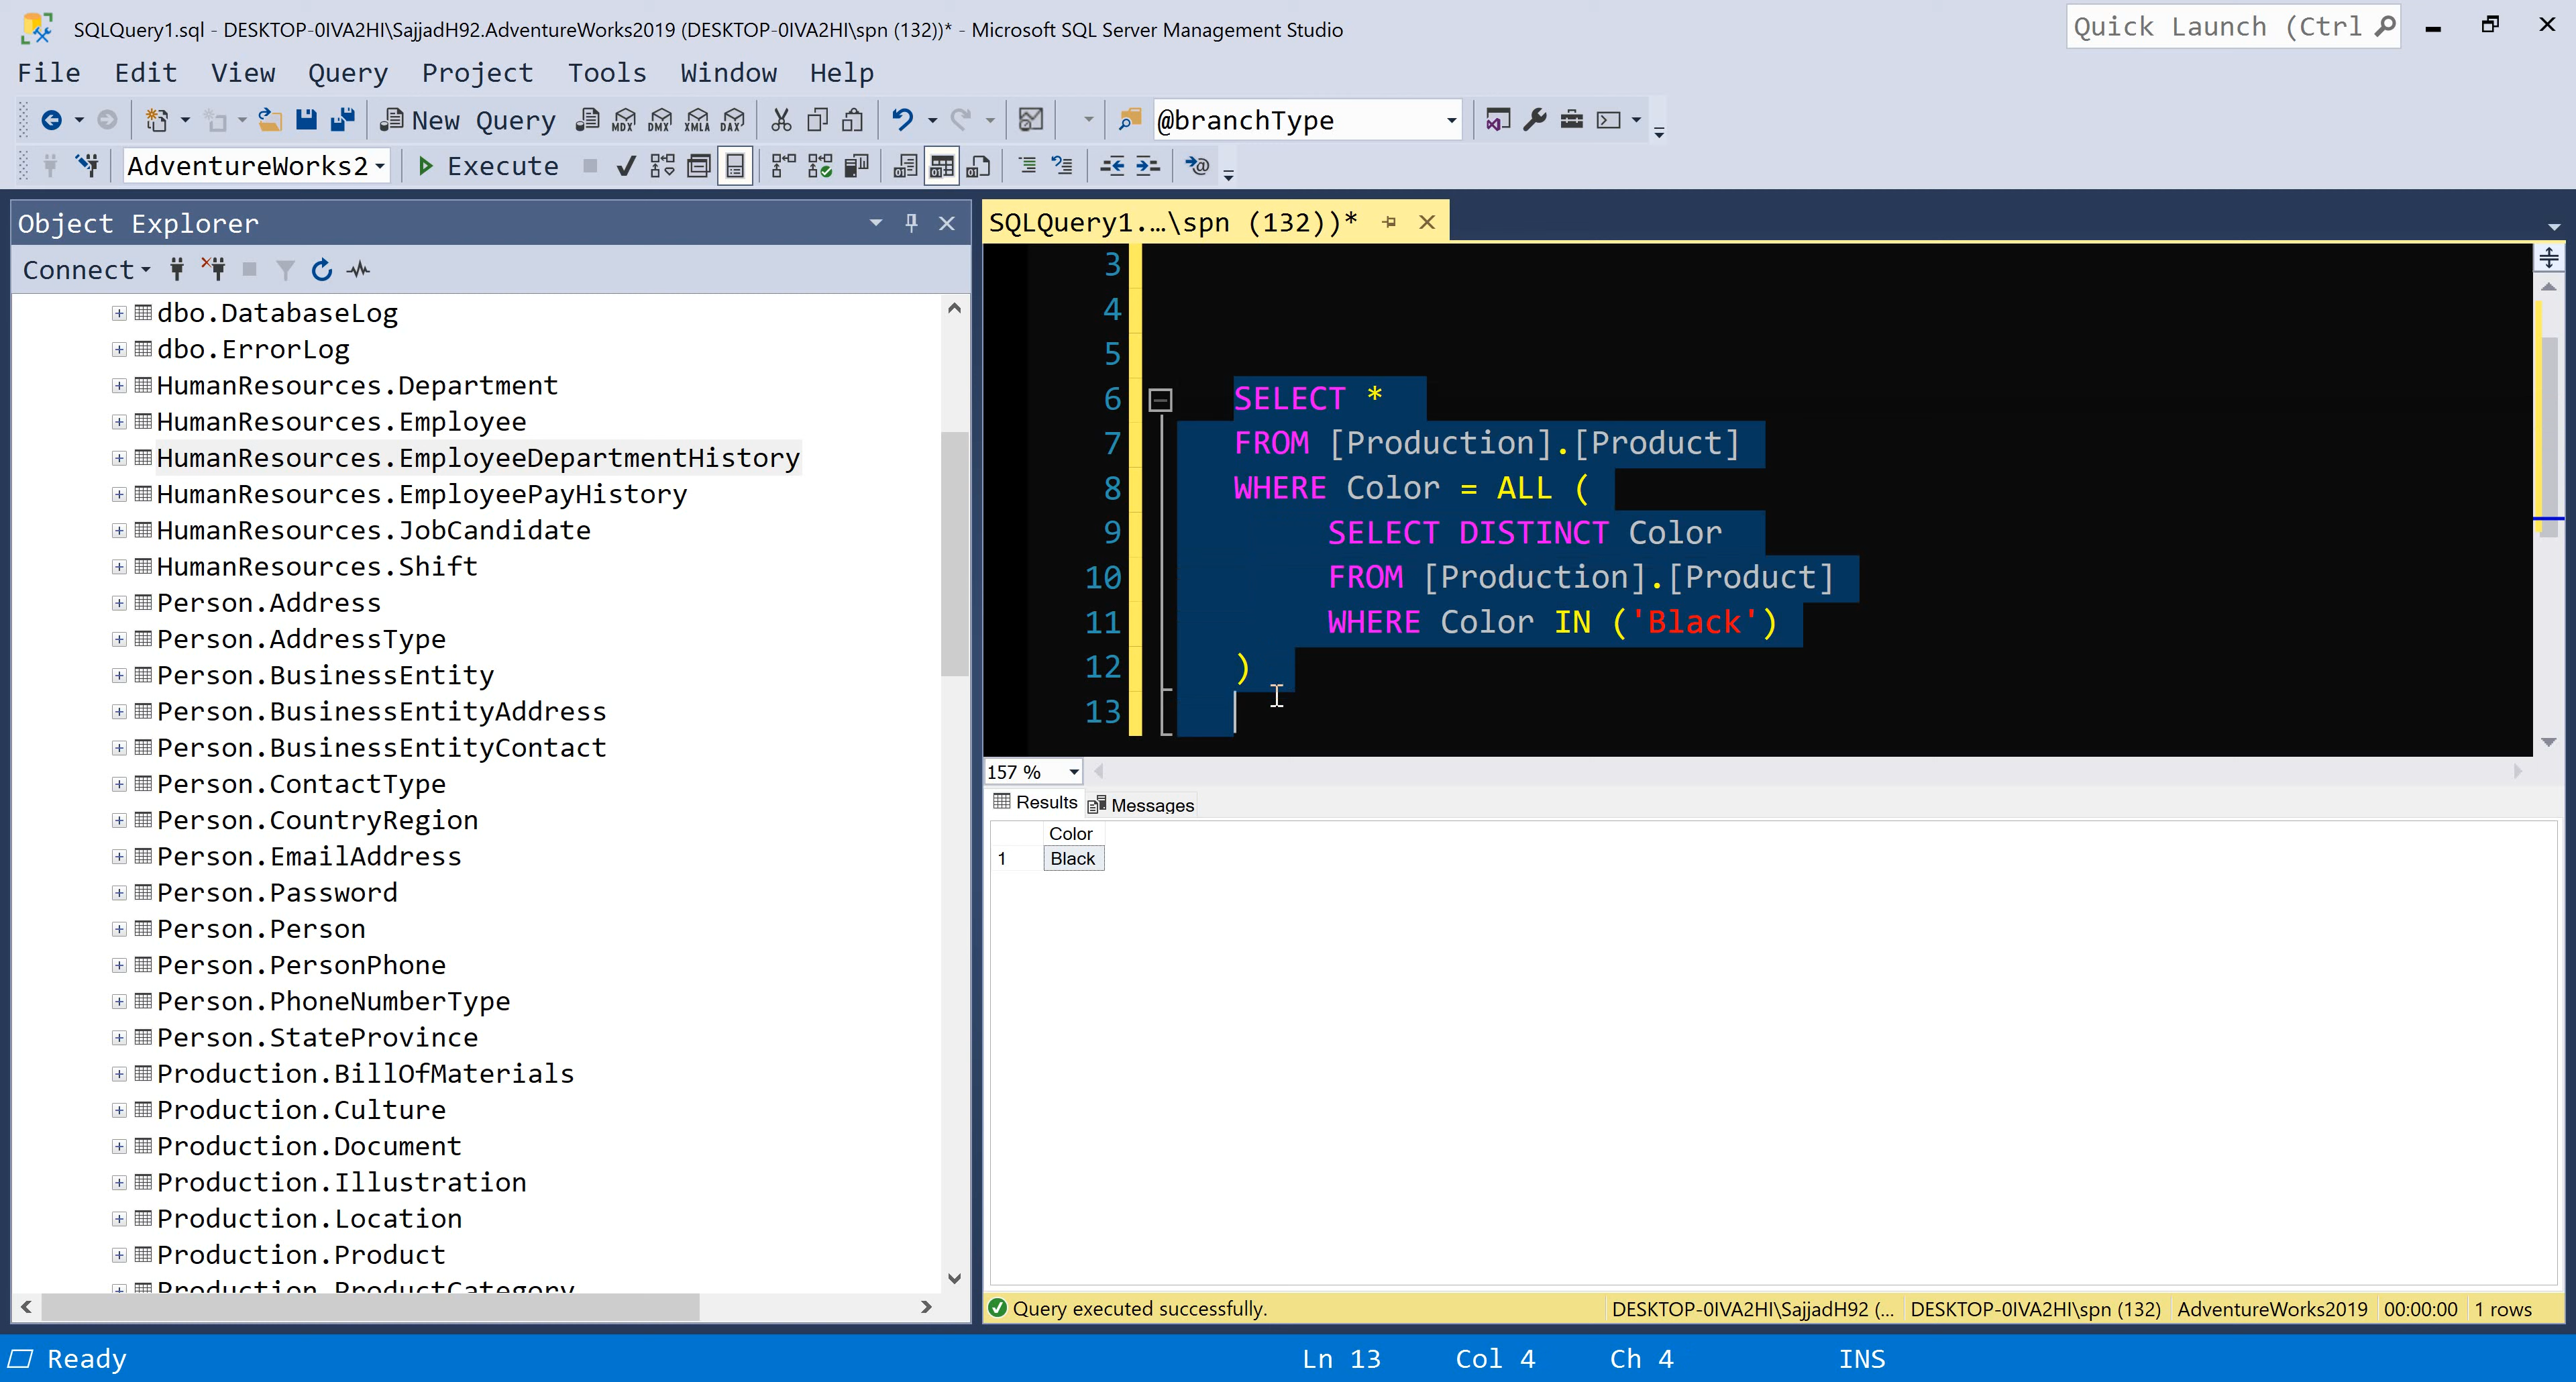 SQLQuery1.sql - DESKTOP-0IVA2HI\SajjadH92.AdventureWorks2019 (DESKTOP-0IVA2HI\spn (132))* - Microsoft SQL Server Management Studio
Quick Launch (Ctrl
File Edit View Query Project Tools Window Help
New Query MDX DMX XMLA DAX @branchType
AdventureWorks2 Execute
Object Explorer
Connect
dbo.DatabaseLog
dbo.ErrorLog
HumanResources.Department
HumanResources.Employee
HumanResources.EmployeeDepartmentHistory
HumanResources.EmployeePayHistory
HumanResources.JobCandidate
HumanResources.Shift
Person.Address
Person.AddressType
Person.BusinessEntity
Person.BusinessEntityAddress
Person.BusinessEntityContact
Person.ContactType
Person.CountryRegion
Person.EmailAddress
Person.Password
Person.Person
Person.PersonPhone
Person.PhoneNumberType
Person.StateProvince
Production.BillOfMaterials
Production.Culture
Production.Document
Production.Illustration
Production.Location
Production.Product
Production.ProductCategory
SQLQuery1....\spn (132))*
3
4
5
6 SELECT *
7 FROM [Production].[Product]
8 WHERE Color = ALL (
9 SELECT DISTINCT Color
10 FROM [Production].[Product]
11 WHERE Color IN ('Black')
12 )
13
157 %
Results Messages
Color
1 Black
Query executed successfully. DESKTOP-0IVA2HI\SajjadH92 (... DESKTOP-0IVA2HI\spn (132) AdventureWorks2019 00:00:00 1 rows
Ready Ln 13 Col 4 Ch 4 INS